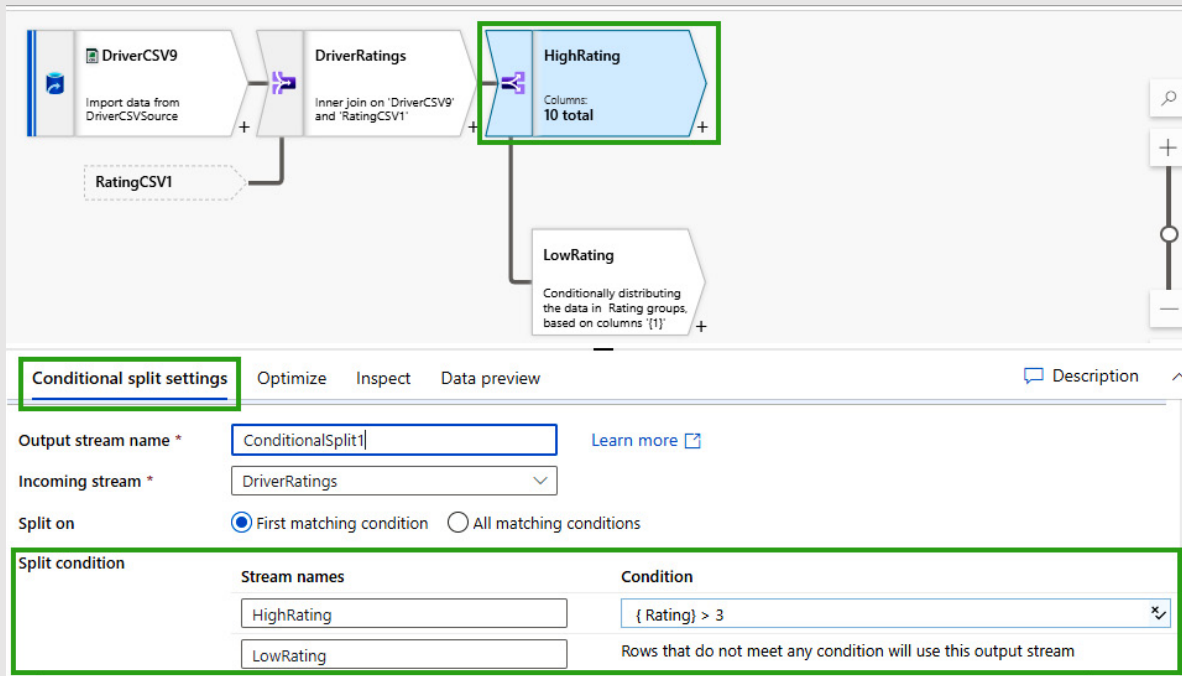 DriverCSV9
Import data from
DriverCSVSource
+
DriverRatings
Inner join on 'DriverCSV9'
and 'RatingCSV1'
+
HighRating
Columns:
10 total
+
RatingCSV1
LowRating
Conditionally distributing
the data in  Rating groups,
based on columns '{1}'
+
Conditional split settings
Optimize
Inspect
Data preview
Description
Output stream name *
ConditionalSplit1
Learn more
Incoming stream *
DriverRatings
Split on
First matching condition
All matching conditions
Split condition
Stream names
Condition
HighRating
{ Rating} > 3
LowRating
Rows that do not meet any condition will use this output stream